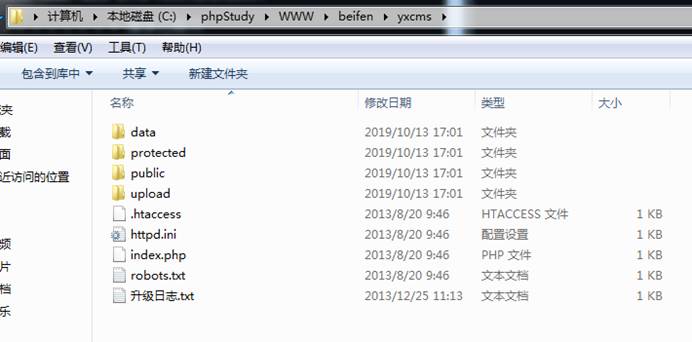 计算机 ▸ 本地磁盘 (C:) ▸ phpStudy ▸ WWW ▸ beifen ▸ yxcms ▸
编辑(E) 查看(V) 工具(T) 帮助(H)
包含到库中 共享 新建文件夹
名称 修改日期 类型 大小
data 2019/10/13 17:01 文件夹
protected 2019/10/13 17:01 文件夹
public 2019/10/13 17:01 文件夹
upload 2019/10/13 17:01 文件夹
.htaccess 2013/8/20 9:46 HTACCESS 文件 1 KB
httpd.ini 2013/8/20 9:46 配置设置 1 KB
index.php 2013/8/20 9:46 PHP 文件 1 KB
robots.txt 2013/8/20 9:46 文本文档 1 KB
升级日志.txt 2013/12/25 11:13 文本文档 1 KB
夹
载
面
近访问的位置
频
片
档
乐